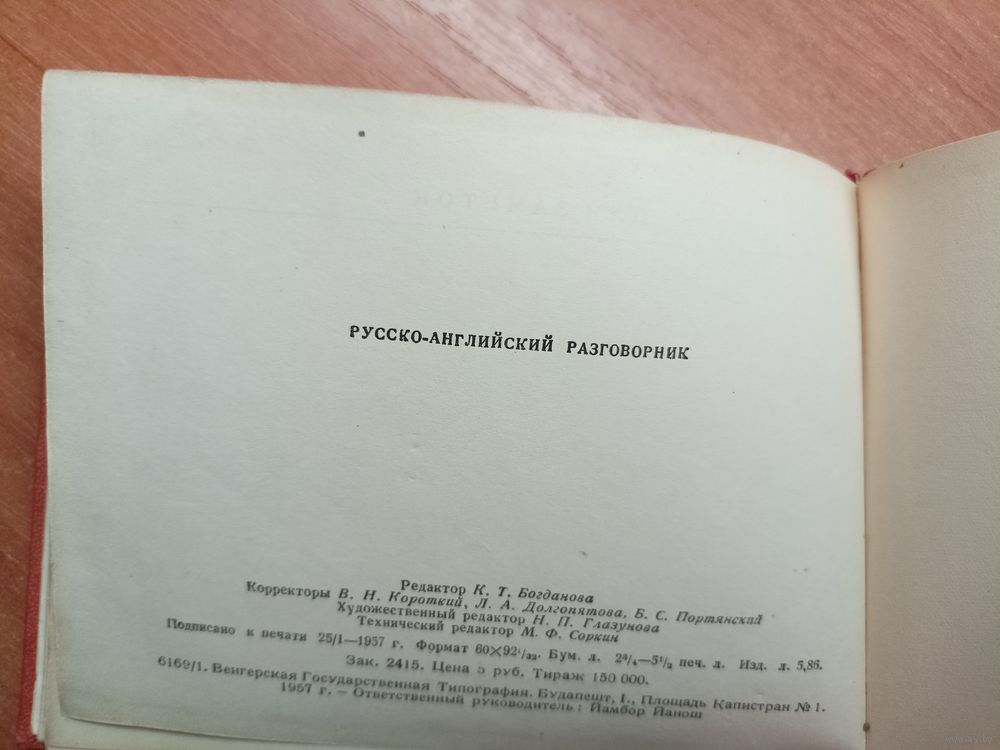 РУССКО-АНГЛИЙСКИЙ РАЗГОВОРНИК
Редактор К. Т. Богданова
Корректоры В. Н. Короткий, Л. А. Долгопятова, Б. С. Портянский
Художественный редактор Н. П. Глазунова
Технический редактор М. Ф. Соркин
Подписано к печати 25/1—1957 г. Формат 60×92¹/₃₂. Бум. л. 2³/₄—5¹/₂ печ. л. Изд. л. 5,86.
Зак. 2415. Цена 5 руб. Тираж 150 000.
6169/1. Венгерская Государственная Типография. Будапешт, I., Площадь Капистран № 1.
1957 г. — Ответственный руководитель: Йамбор Йанош